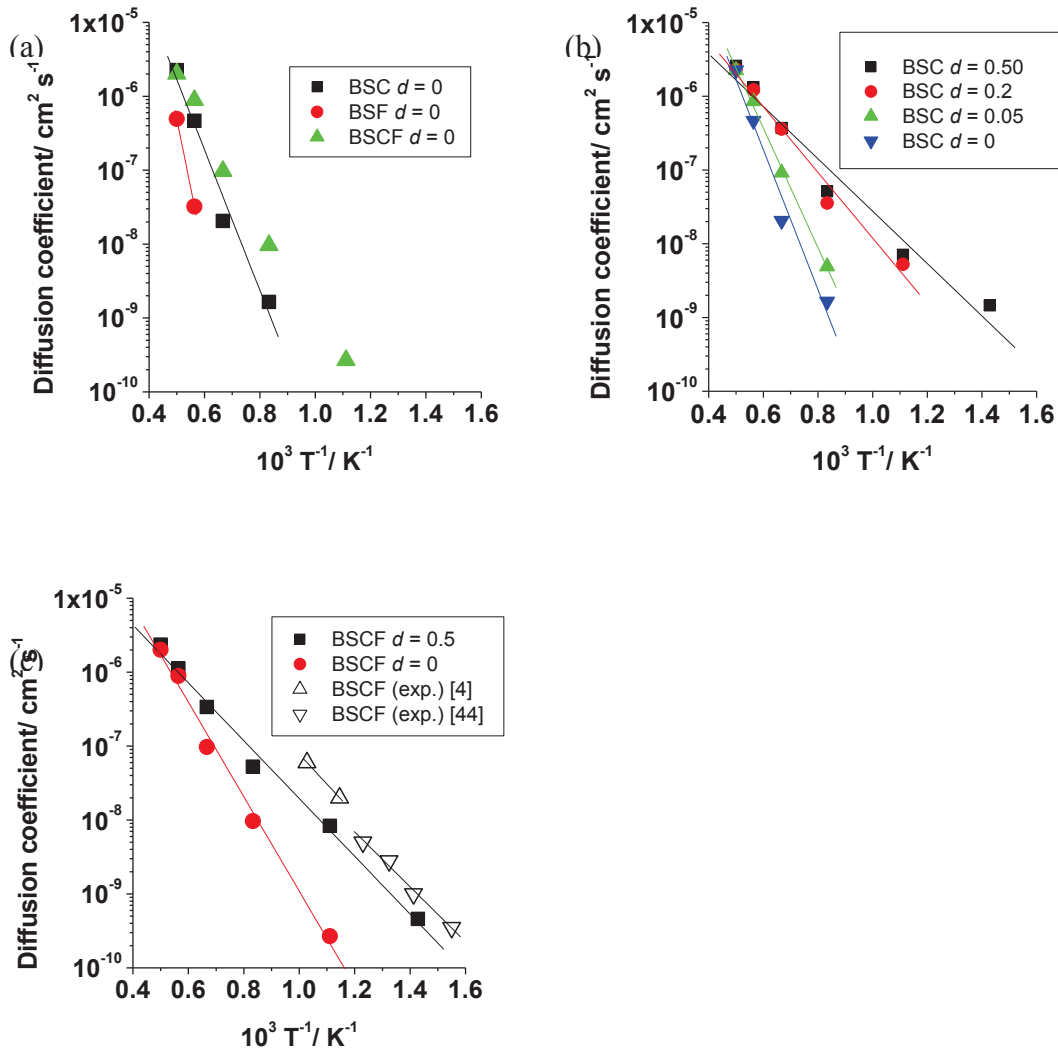 (a)
Diffusion coefficient/ cm² s⁻¹
1x10⁻⁵
10⁻⁶
10⁻⁷
10⁻⁸
10⁻⁹
10⁻¹⁰
BSC d = 0
BSF d = 0
BSCF d = 0
0.4 0.6 0.8 1.0 1.2 1.4 1.6
10³ T⁻¹/ K⁻¹
(b)
Diffusion coefficient/ cm² s⁻¹
1x10⁻⁵
10⁻⁶
10⁻⁷
10⁻⁸
10⁻⁹
10⁻¹⁰
BSC d = 0.50
BSC d = 0.2
BSC d = 0.05
BSC d = 0
0.4 0.6 0.8 1.0 1.2 1.4 1.6
10³ T⁻¹/ K⁻¹
(c)
Diffusion coefficient/ cm² s⁻¹
1x10⁻⁵
10⁻⁶
10⁻⁷
10⁻⁸
10⁻⁹
10⁻¹⁰
BSCF d = 0.5
BSCF d = 0
BSCF (exp.) [4]
BSCF (exp.) [44]
0.4 0.6 0.8 1.0 1.2 1.4 1.6
10³ T⁻¹/ K⁻¹